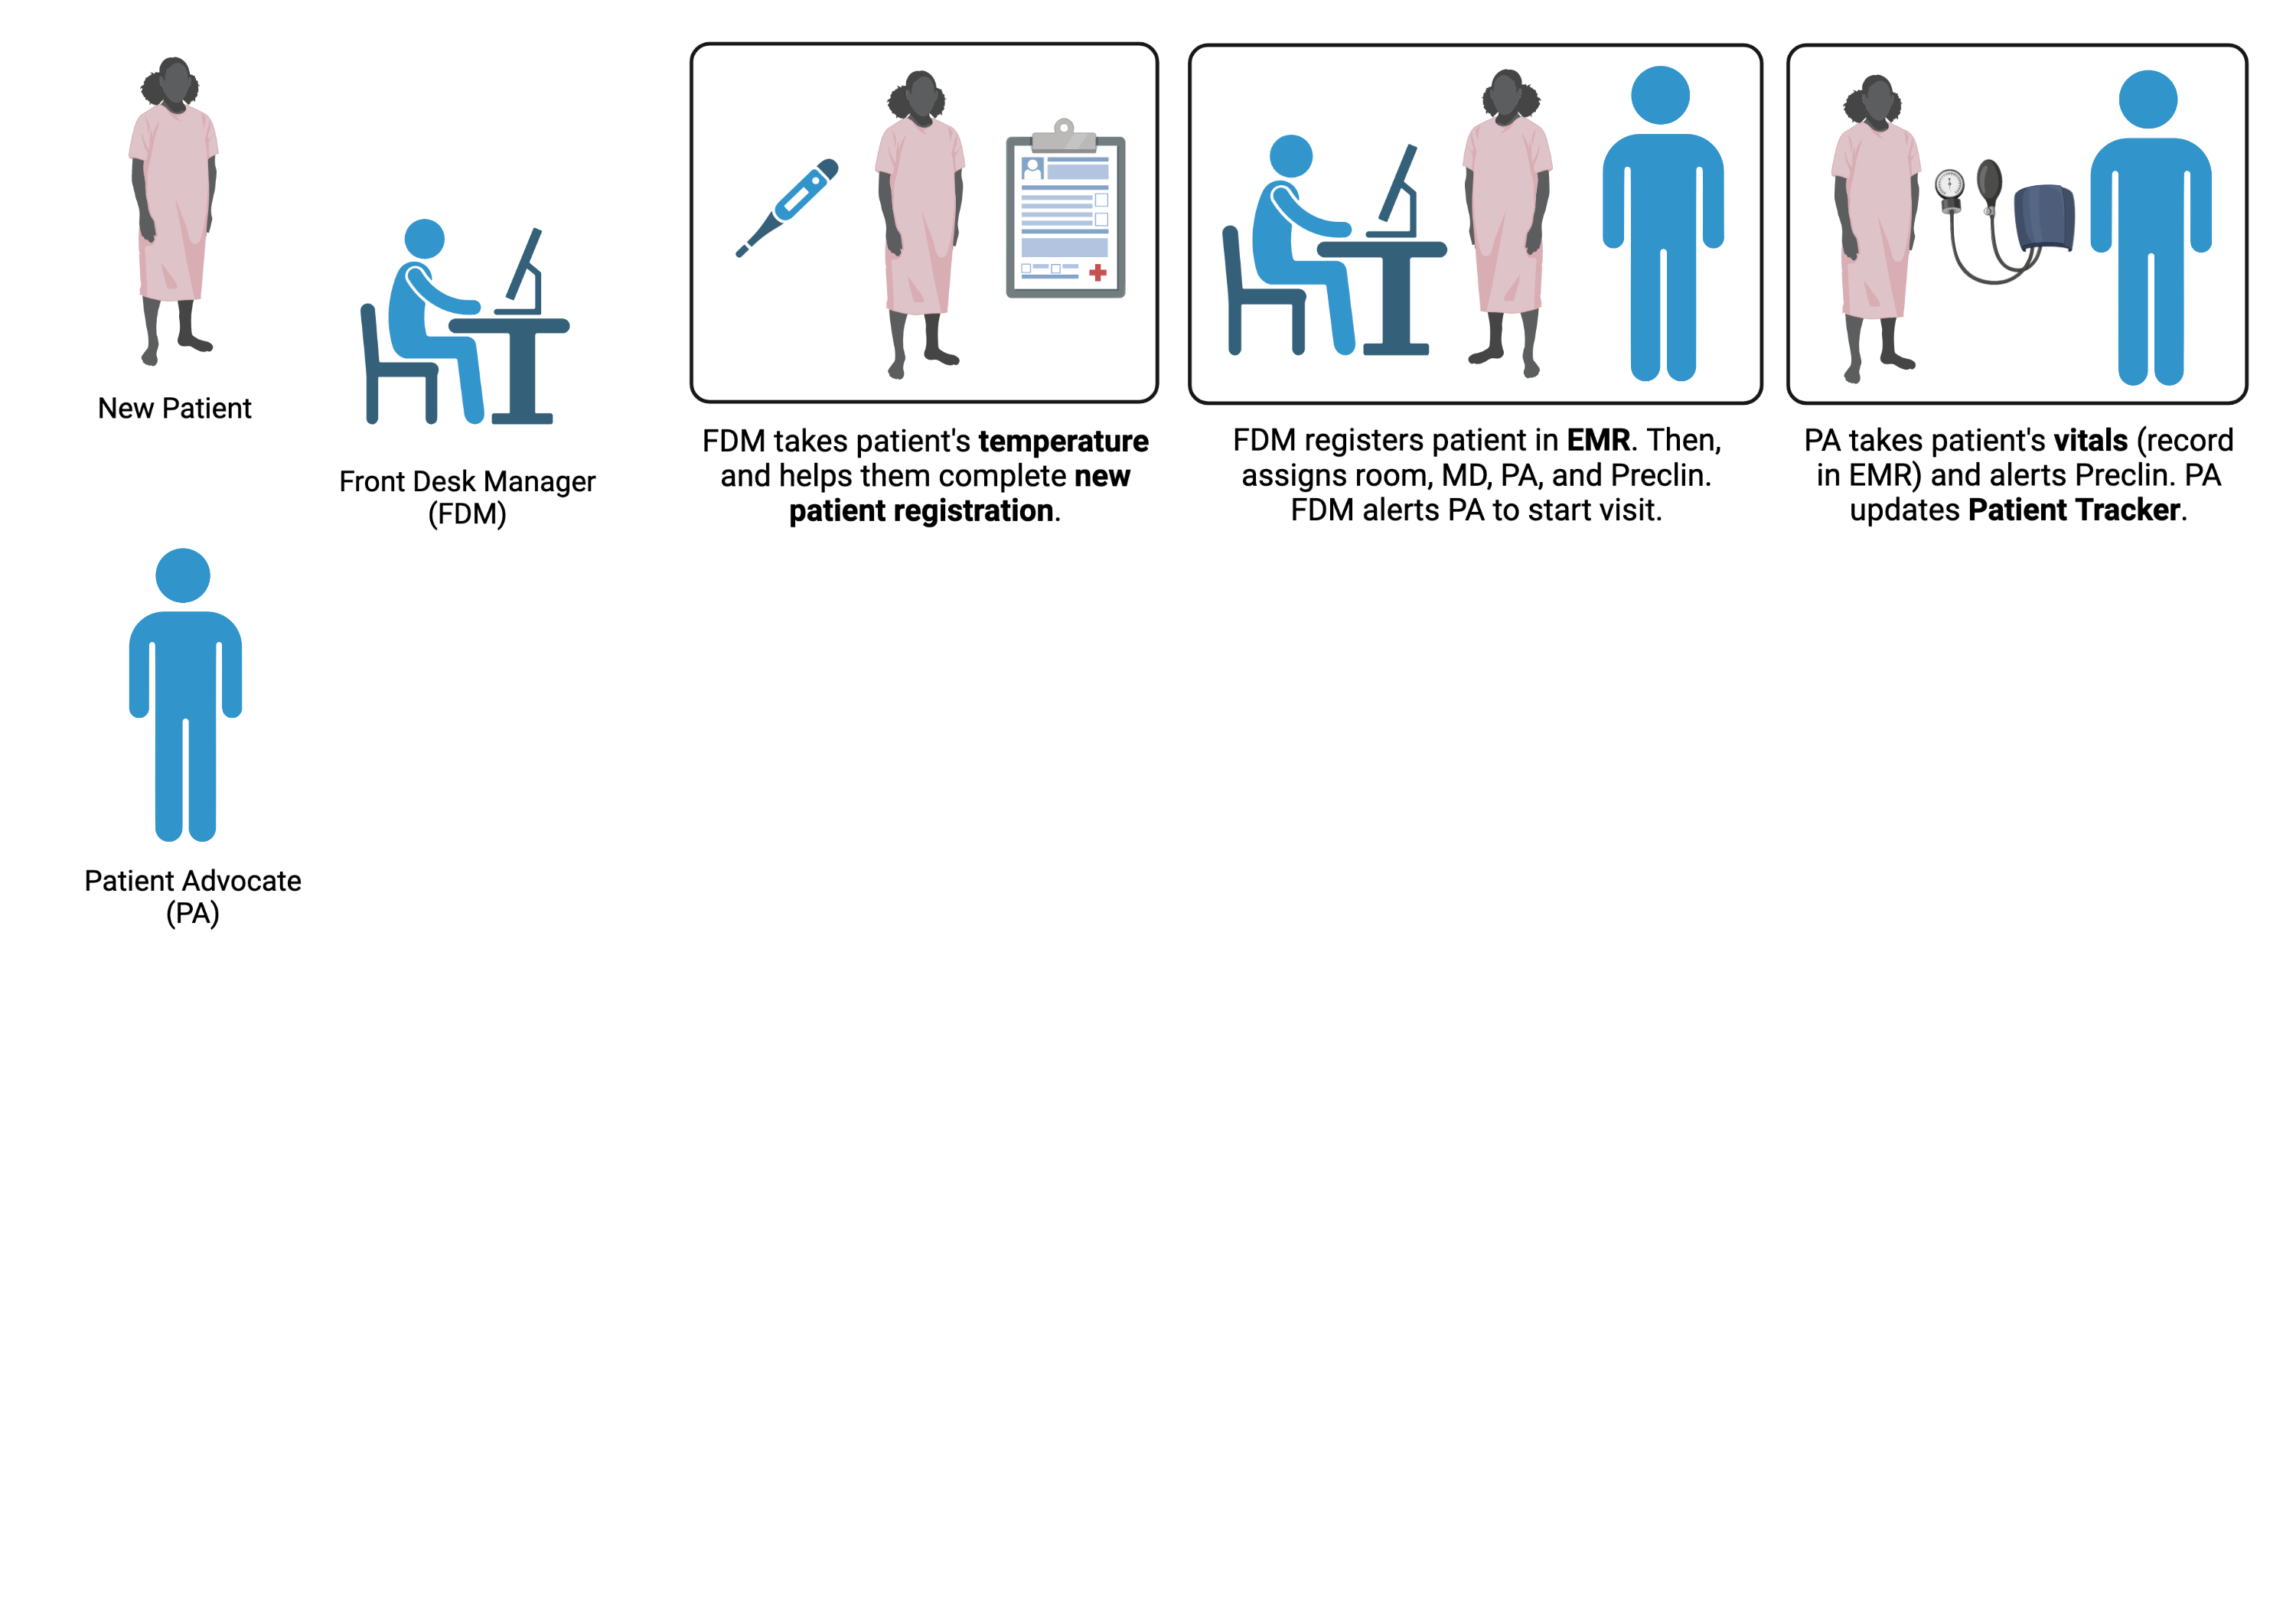 New Patient
Front Desk Manager
(FDM)
Patient Advocate
(PA)
FDM takes patient's temperature
and helps them complete new
patient registration.
FDM registers patient in EMR. Then,
assigns room, MD, PA, and Preclin.
FDM alerts PA to start visit.
PA takes patient's vitals (record
in EMR) and alerts Preclin. PA
updates Patient Tracker.